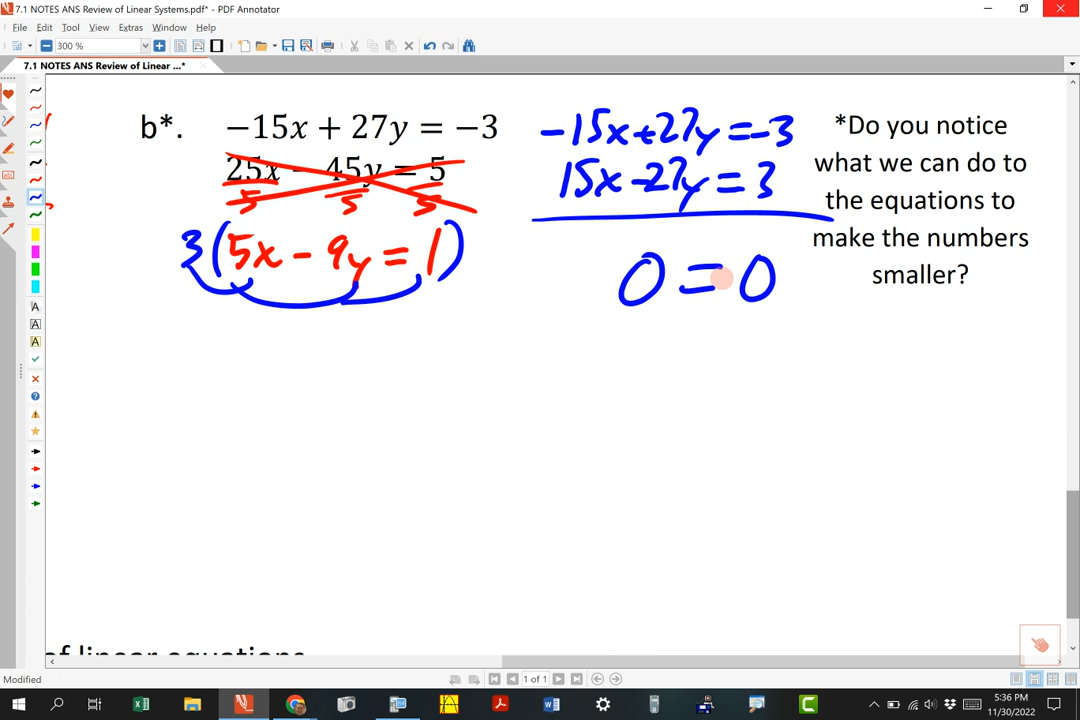 7.1 NOTES ANS Review of Linear Systems.pdf* - PDF Annotator
File Edit Tool View Extras Window Help
300 %
7.1 NOTES ANS Review of Linear ...*
b*. −15x + 27y = −3
25x − 45y = 5
5 5 5
3(5x − 9y = 1)
-15x+27y=-3
15x-27y=3
0=0
*Do you notice
what we can do to
the equations to
make the numbers
smaller?
of linear equations
Modified
1 of 1
5:36 PM
11/30/2022